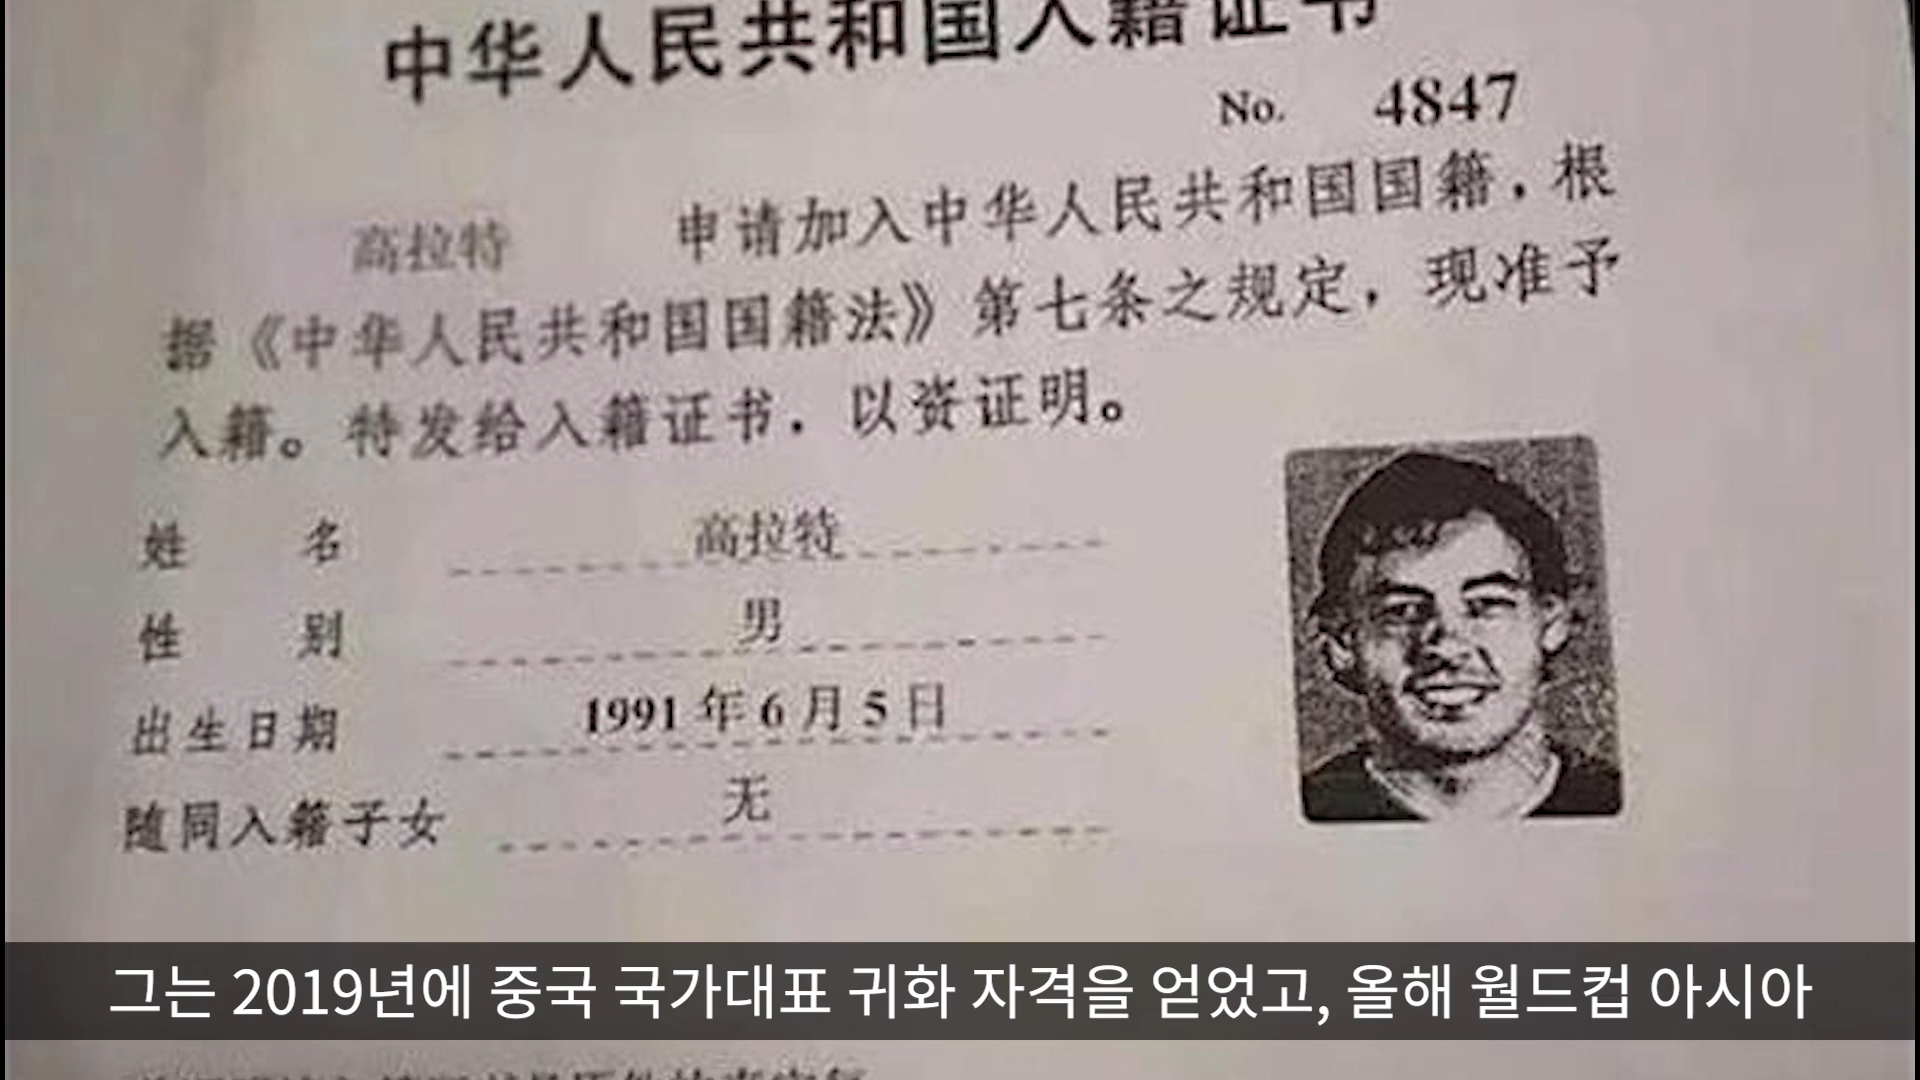 中华人民共和国入籍证书
No. 4847
高拉特 申请加入中华人民共和国国籍，根
据《中华人民共和国国籍法》第七条之规定，现准予
入籍。特发给入籍证书，以资证明。
姓 名 高拉特
性 别 男
出生日期 1991年6月5日
随同入籍子女 无
그는 2019년에 중국 국가대표 귀화 자격을 얻었고, 올해 월드컵 아시아